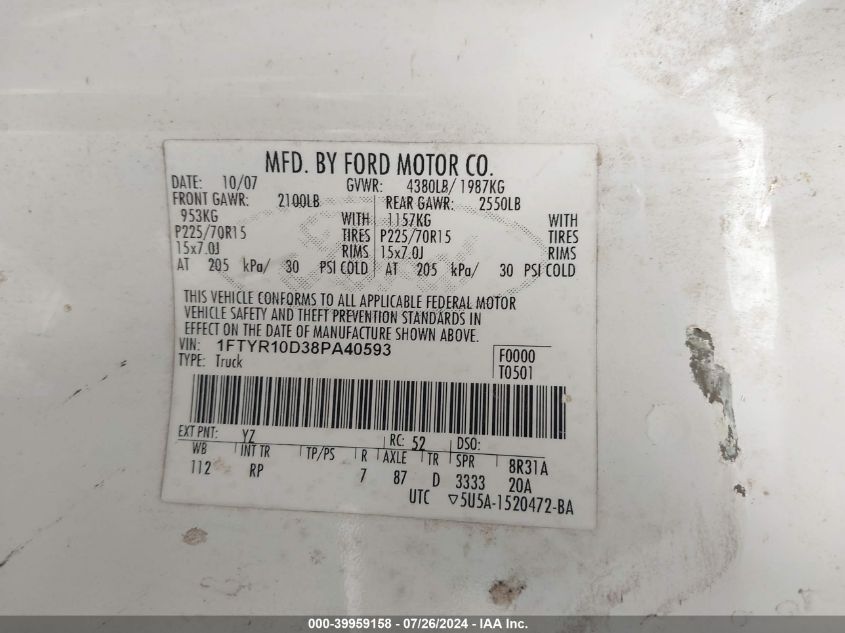 MFD. BY FORD MOTOR CO.
DATE: 10/07 GVWR: 4380LB/ 1987KG
FRONT GAWR: 2100LB REAR GAWR: 2550LB
953KG WITH 1157KG WITH
P225/70R15 TIRES P225/70R15 TIRES
15x7.0J RIMS 15x7.0J RIMS
AT 205 kPa/ 30 PSI COLD AT 205 kPa/ 30 PSI COLD
THIS VEHICLE CONFORMS TO ALL APPLICABLE FEDERAL MOTOR
VEHICLE SAFETY AND THEFT PREVENTION STANDARDS IN
EFFECT ON THE DATE OF MANUFACTURE SHOWN ABOVE.
VIN: 1FTYR10D38PA40593 F0000
TYPE: Truck T0501
EXT PNT: YZ RC: 52 DSO:
WB INT TR TP/PS R AXLE TR SPR 8R31A
112 RP 7 87 D 3333 20A
UTC ▽5U5A-1520472-BA
000-39959158 - 07/26/2024 - IAA Inc.